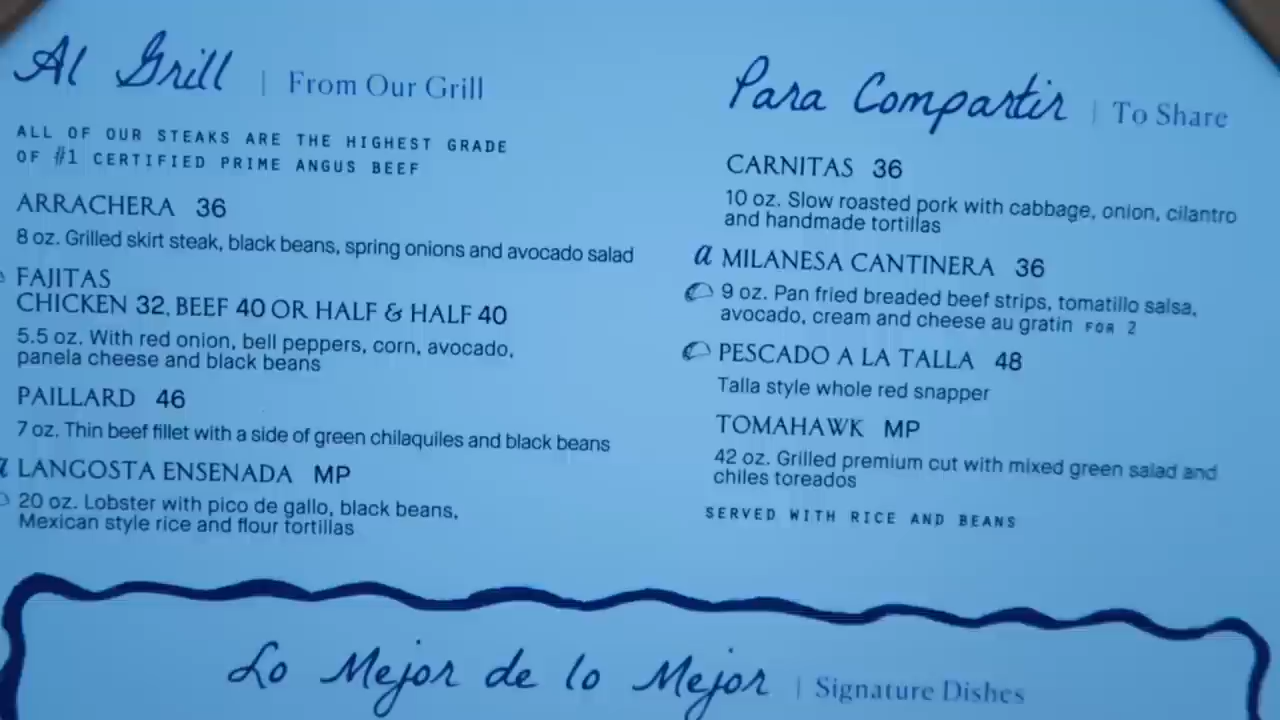 Al Grill | From Our Grill
ALL OF OUR STEAKS ARE THE HIGHEST GRADE
OF #1 CERTIFIED PRIME ANGUS BEEF
ARRACHERA 36
8 oz. Grilled skirt steak, black beans, spring onions and avocado salad
FAJITAS
CHICKEN 32, BEEF 40 OR HALF & HALF 40
5.5 oz. With red onion, bell peppers, corn, avocado,
panela cheese and black beans
PAILLARD 46
7 oz. Thin beef fillet with a side of green chilaquiles and black beans
a LANGOSTA ENSENADA MP
20 oz. Lobster with pico de gallo, black beans,
Mexican style rice and flour tortillas
Para Compartir | To Share
CARNITAS 36
10 oz. Slow roasted pork with cabbage, onion, cilantro
and handmade tortillas
a MILANESA CANTINERA 36
9 oz. Pan fried breaded beef strips, tomatillo salsa,
avocado, cream and cheese au gratin FOR 2
PESCADO A LA TALLA 48
Talla style whole red snapper
TOMAHAWK MP
42 oz. Grilled premium cut with mixed green salad and
chiles toreados
SERVED WITH RICE AND BEANS
Lo Mejor de lo Mejor | Signature Dishes